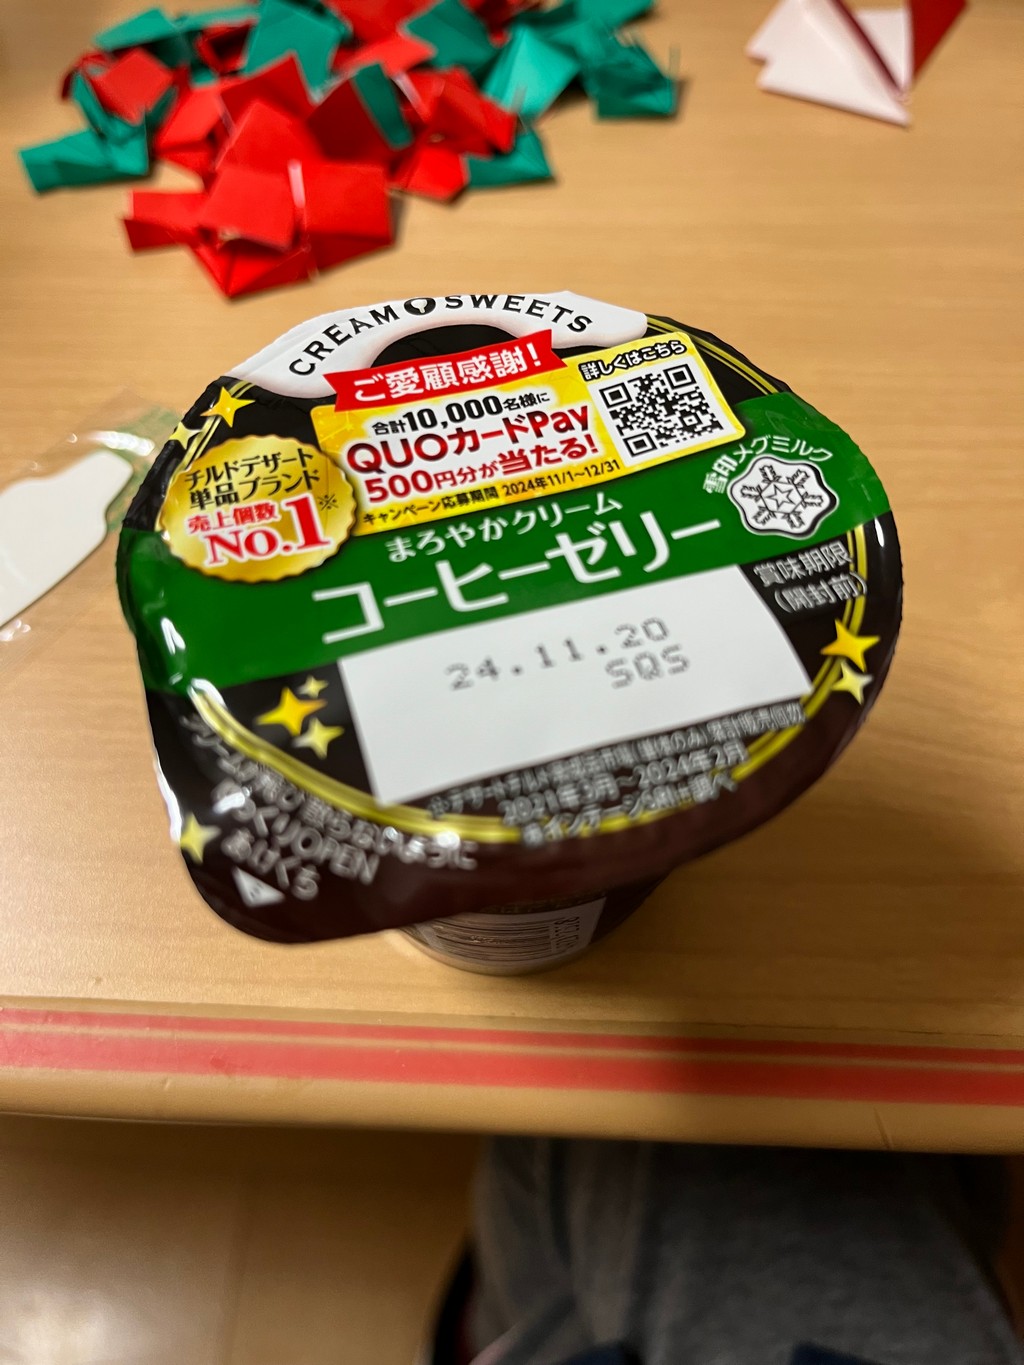 CREAM SWEETS
ご愛顧感謝!
合計10,000名様に
QUOカードPay
500円分が当たる!
キャンペーン応募期間 2024年11/1~12/31
詳しくはこちら
チルドデザート
単品ブランド※
売上個数
No.1
雪印メグミルク
まろやかクリーム
コーヒーゼリー
賞味期限
(開封前)
24.11.20
SQS
2021年3月~2024年2月
ゆっくりOPEN